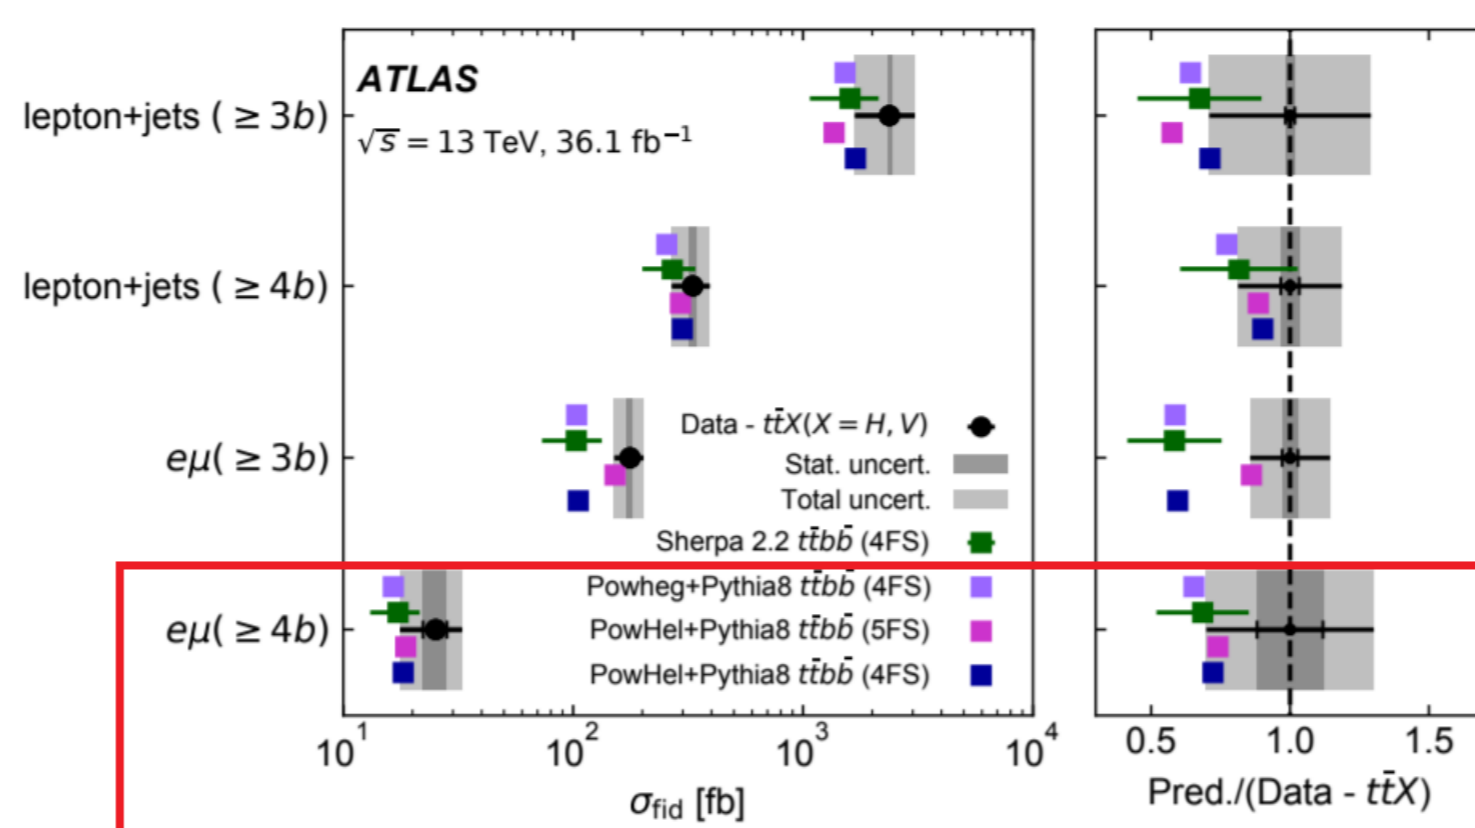 ATLAS
√s = 13 TeV, 36.1 fb⁻¹
lepton+jets ( ≥ 3b)
lepton+jets ( ≥ 4b)
eμ( ≥ 3b)
eμ( ≥ 4b)
Data - tt̄X(X = H, V)
Stat. uncert.
Total uncert.
Sherpa 2.2 tt̄bb̄ (4FS)
Powheg+Pythia8 tt̄bb̄ (4FS)
PowHel+Pythia8 tt̄bb̄ (5FS)
PowHel+Pythia8 tt̄bb̄ (4FS)
10¹ 10² 10³ 10⁴
σfid [fb]
0.5 1.0 1.5
Pred./(Data - tt̄X)